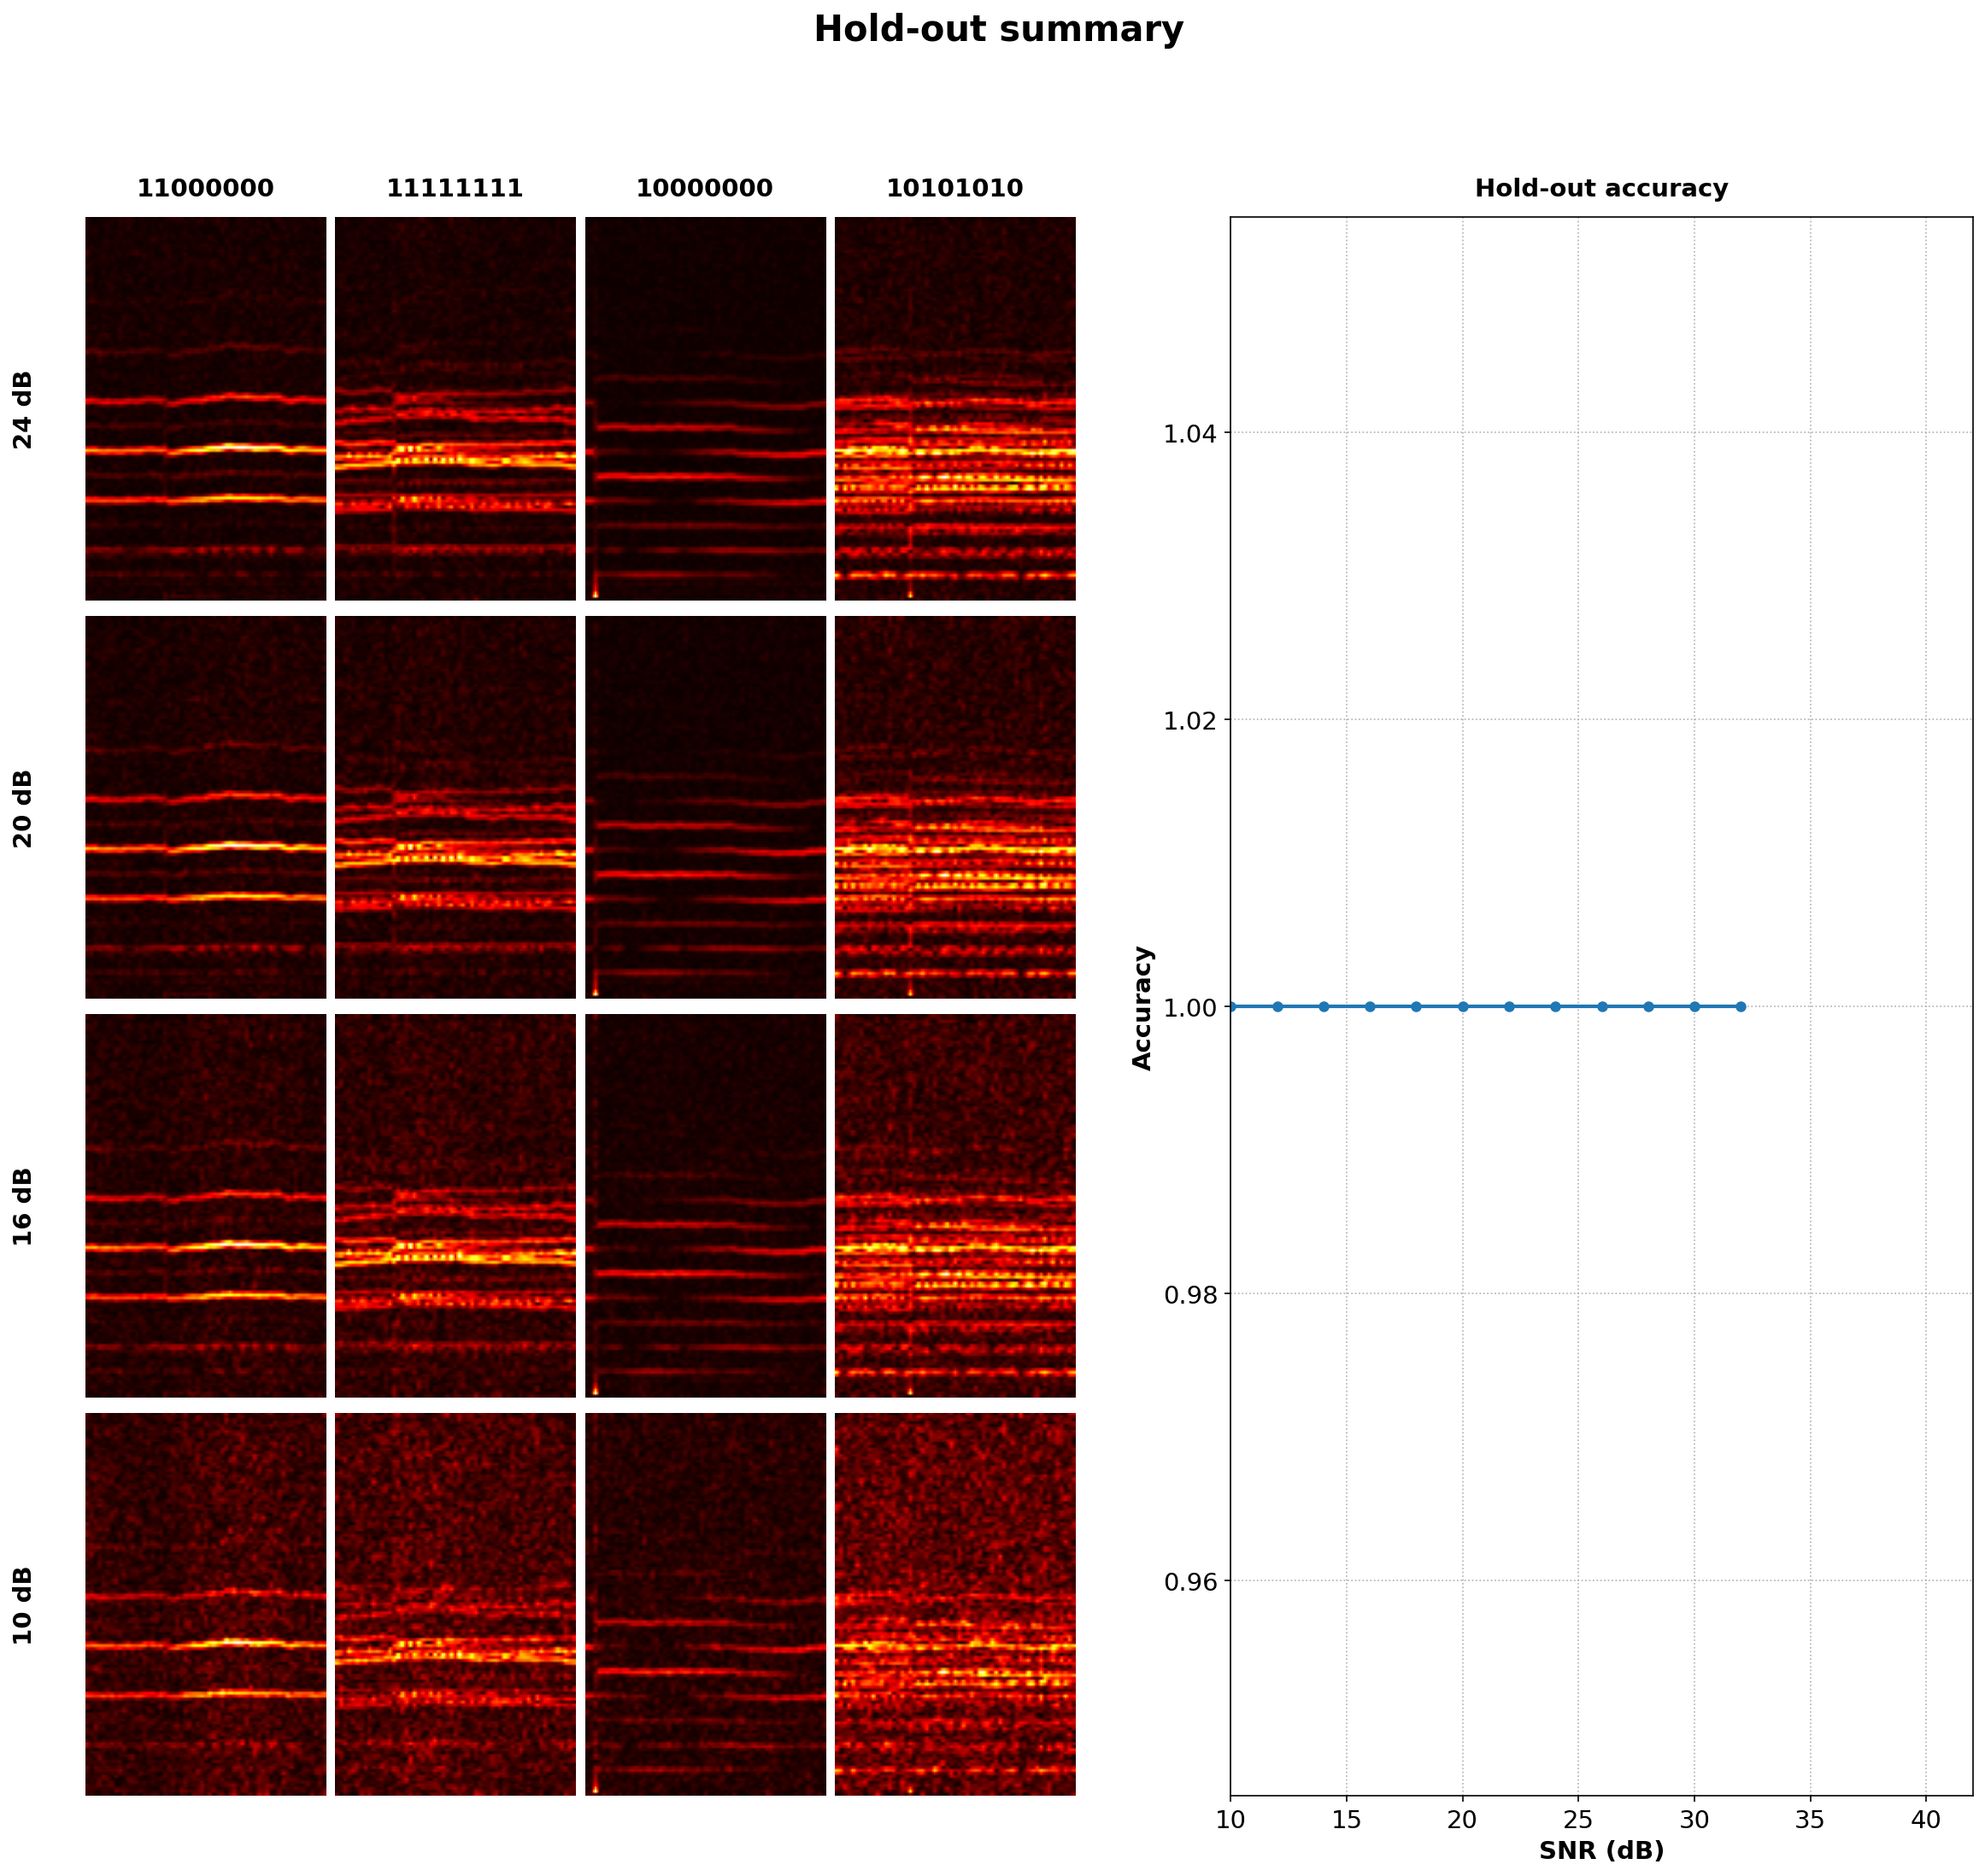 Hold-out summary
11000000 11111111 10000000 10101010
24 dB
20 dB
16 dB
10 dB
Hold-out accuracy
Accuracy
1.04
1.02
1.00
0.98
0.96
10 15 20 25 30 35 40
SNR (dB)